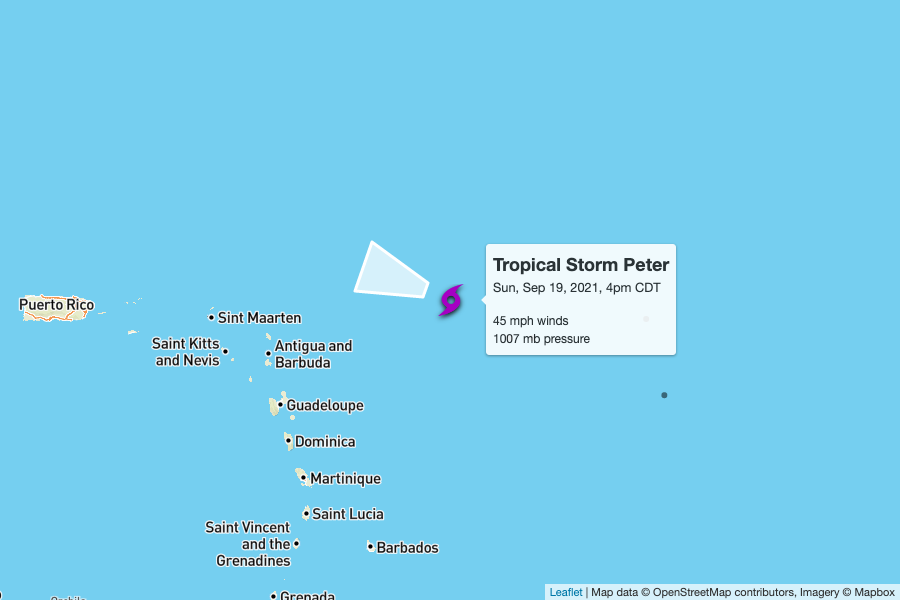 Tropical Storm Peter
Sun, Sep 19, 2021, 4pm CDT
45 mph winds
1007 mb pressure
Puerto Rico
Sint Maarten
Saint Kitts
and Nevis
Antigua and
Barbuda
Guadeloupe
Dominica
Martinique
Saint Lucia
Saint Vincent
and the
Grenadines
Barbados
Grenada
Leaflet | Map data © OpenStreetMap contributors, Imagery © Mapbox